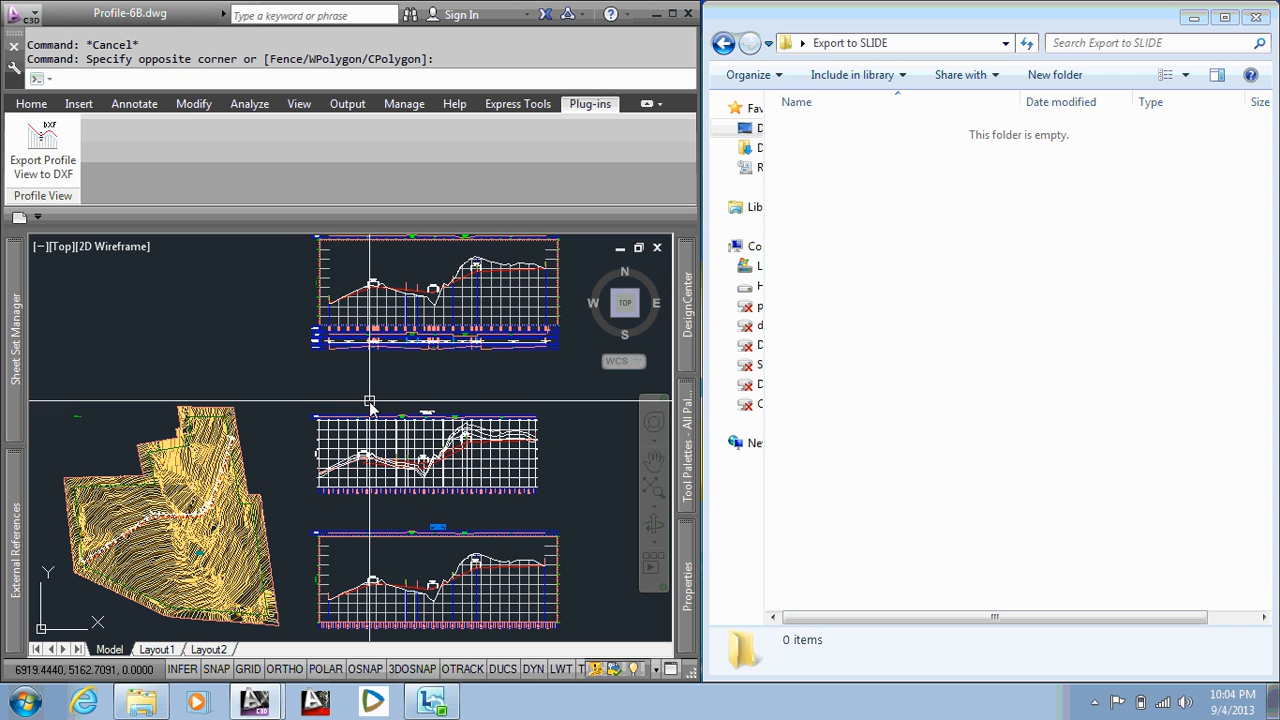 C3D
Profile-6B.dwg
Type a keyword or phrase
Sign In
Command: *Cancel*
Command: Specify opposite corner or [Fence/WPolygon/CPolygon]:
Home
Insert
Annotate
Modify
Analyze
View
Output
Manage
Help
Express Tools
Plug-ins
DXF
Export Profile
View to DXF
Profile View
[−][Top][2D Wireframe]
Sheet Set Manager
External References
N
W
TOP
E
S
WCS
DesignCenter
Tool Palettes - All Pal...
Properties
Y
X
Model
Layout1
Layout2
6919.4440, 5162.7091, 0.0000
INFER
SNAP
GRID
ORTHO
POLAR
OSNAP
3DOSNAP
OTRACK
DUCS
DYN
LWT
T
Export to SLIDE
Search Export to SLIDE
Organize
Include in library
Share with
New folder
Name
Date modified
Type
Size
This folder is empty.
Fav
D
D
R
Lib
Co
L
H
p
d
D
S
D
C
Ne
0 items
C3D
10:04 PM
9/4/2013